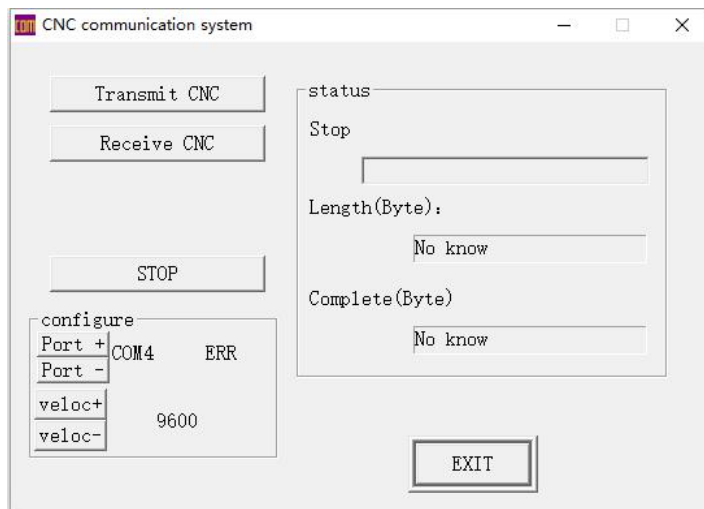 com CNC communication system
Transmit CNC
Receive CNC
STOP
configure
Port + COM4 ERR
Port -
veloc+
9600
veloc-
status
Stop
Length(Byte):
No know
Complete(Byte)
No know
EXIT